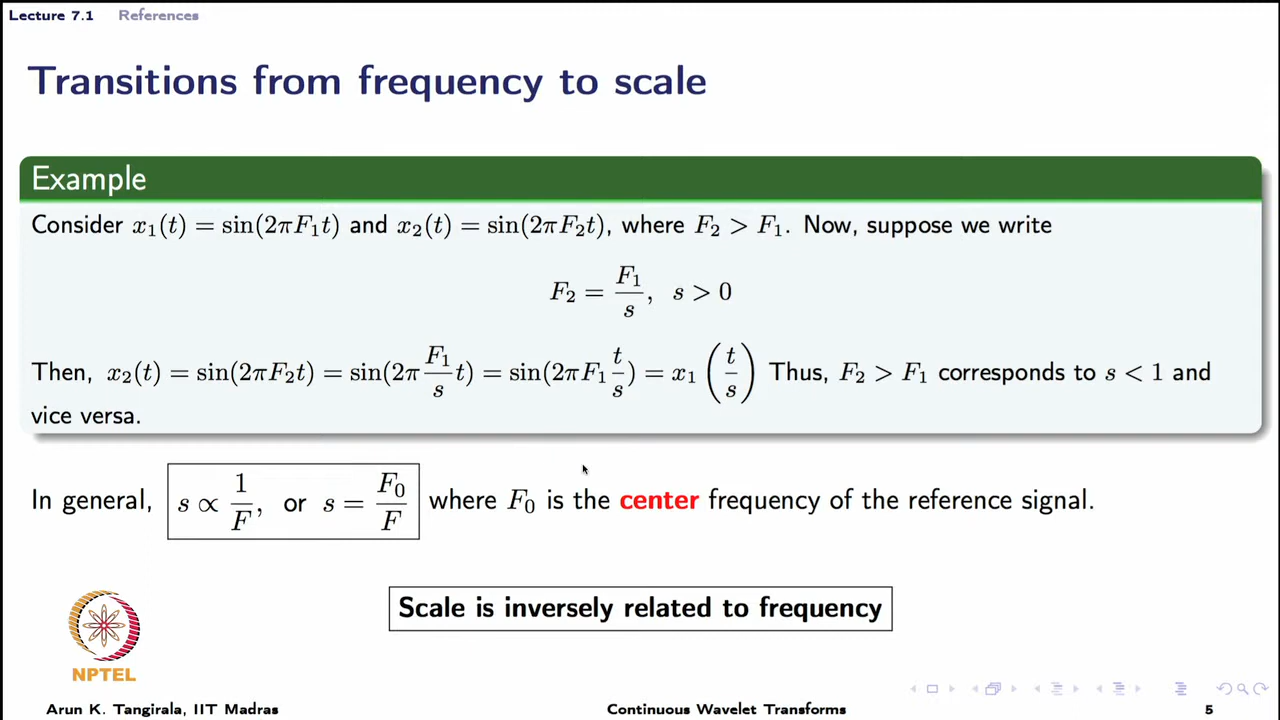 Lecture 7.1 References
Transitions from frequency to scale
Example
Consider x₁(t) = sin(2πF₁t) and x₂(t) = sin(2πF₂t), where F₂ > F₁. Now, suppose we write
F₂ = F₁/s, s > 0
Then, x₂(t) = sin(2πF₂t) = sin(2π F₁/s t) = sin(2πF₁ t/s) = x₁(t/s) Thus, F₂ > F₁ corresponds to s < 1 and
vice versa.
In general, s ∝ 1/F, or s = F₀/F where F₀ is the center frequency of the reference signal.
Scale is inversely related to frequency
NPTEL
Arun K. Tangirala, IIT Madras Continuous Wavelet Transforms 5